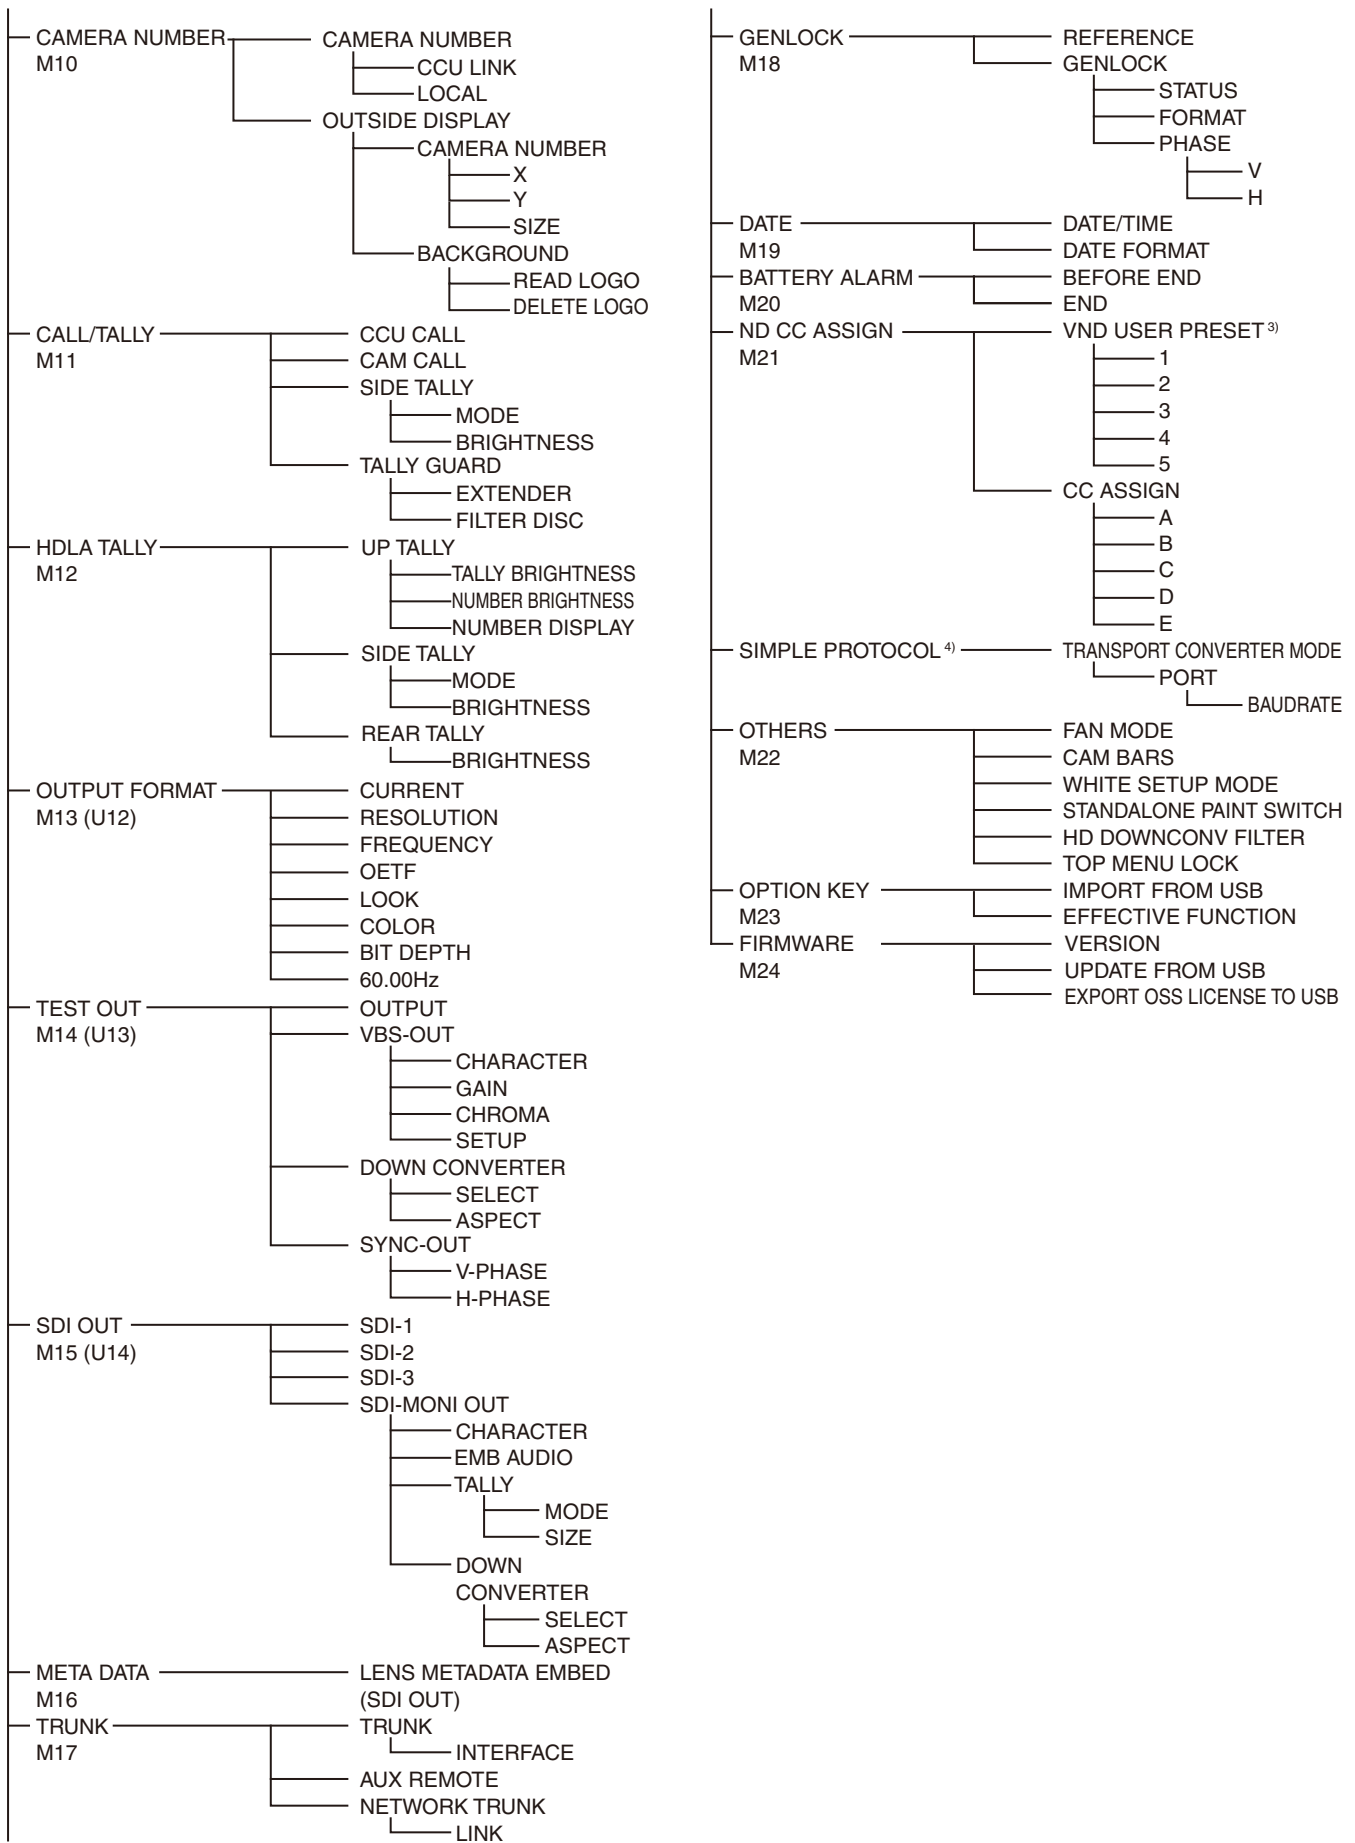 CAMERA NUMBER
M10
CAMERA NUMBER
CCU LINK
LOCAL
OUTSIDE DISPLAY
CAMERA NUMBER
X
Y
SIZE
BACKGROUND
READ LOGO
DELETE LOGO
CALL/TALLY
M11
CCU CALL
CAM CALL
SIDE TALLY
MODE
BRIGHTNESS
TALLY GUARD
EXTENDER
FILTER DISC
HDLA TALLY
M12
UP TALLY
TALLY BRIGHTNESS
NUMBER BRIGHTNESS
NUMBER DISPLAY
SIDE TALLY
MODE
BRIGHTNESS
REAR TALLY
BRIGHTNESS
OUTPUT FORMAT
M13 (U12)
CURRENT
RESOLUTION
FREQUENCY
OETF
LOOK
COLOR
BIT DEPTH
60.00Hz
TEST OUT
M14 (U13)
OUTPUT
VBS-OUT
CHARACTER
GAIN
CHROMA
SETUP
DOWN CONVERTER
SELECT
ASPECT
SYNC-OUT
V-PHASE
H-PHASE
SDI OUT
M15 (U14)
SDI-1
SDI-2
SDI-3
SDI-MONI OUT
CHARACTER
EMB AUDIO
TALLY
MODE
SIZE
DOWN
CONVERTER
SELECT
ASPECT
META DATA
M16
LENS METADATA EMBED
(SDI OUT)
TRUNK
M17
TRUNK
INTERFACE
AUX REMOTE
NETWORK TRUNK
LINK
GENLOCK
M18
REFERENCE
GENLOCK
STATUS
FORMAT
PHASE
V
H
DATE
M19
DATE/TIME
DATE FORMAT
BATTERY ALARM
M20
BEFORE END
END
ND CC ASSIGN
M21
VND USER PRESET 3)
1
2
3
4
5
CC ASSIGN
A
B
C
D
E
SIMPLE PROTOCOL 4)
TRANSPORT CONVERTER MODE
PORT
BAUDRATE
OTHERS
M22
FAN MODE
CAM BARS
WHITE SETUP MODE
STANDALONE PAINT SWITCH
HD DOWNCONV FILTER
TOP MENU LOCK
OPTION KEY
M23
IMPORT FROM USB
EFFECTIVE FUNCTION
FIRMWARE
M24
VERSION
UPDATE FROM USB
EXPORT OSS LICENSE TO USB